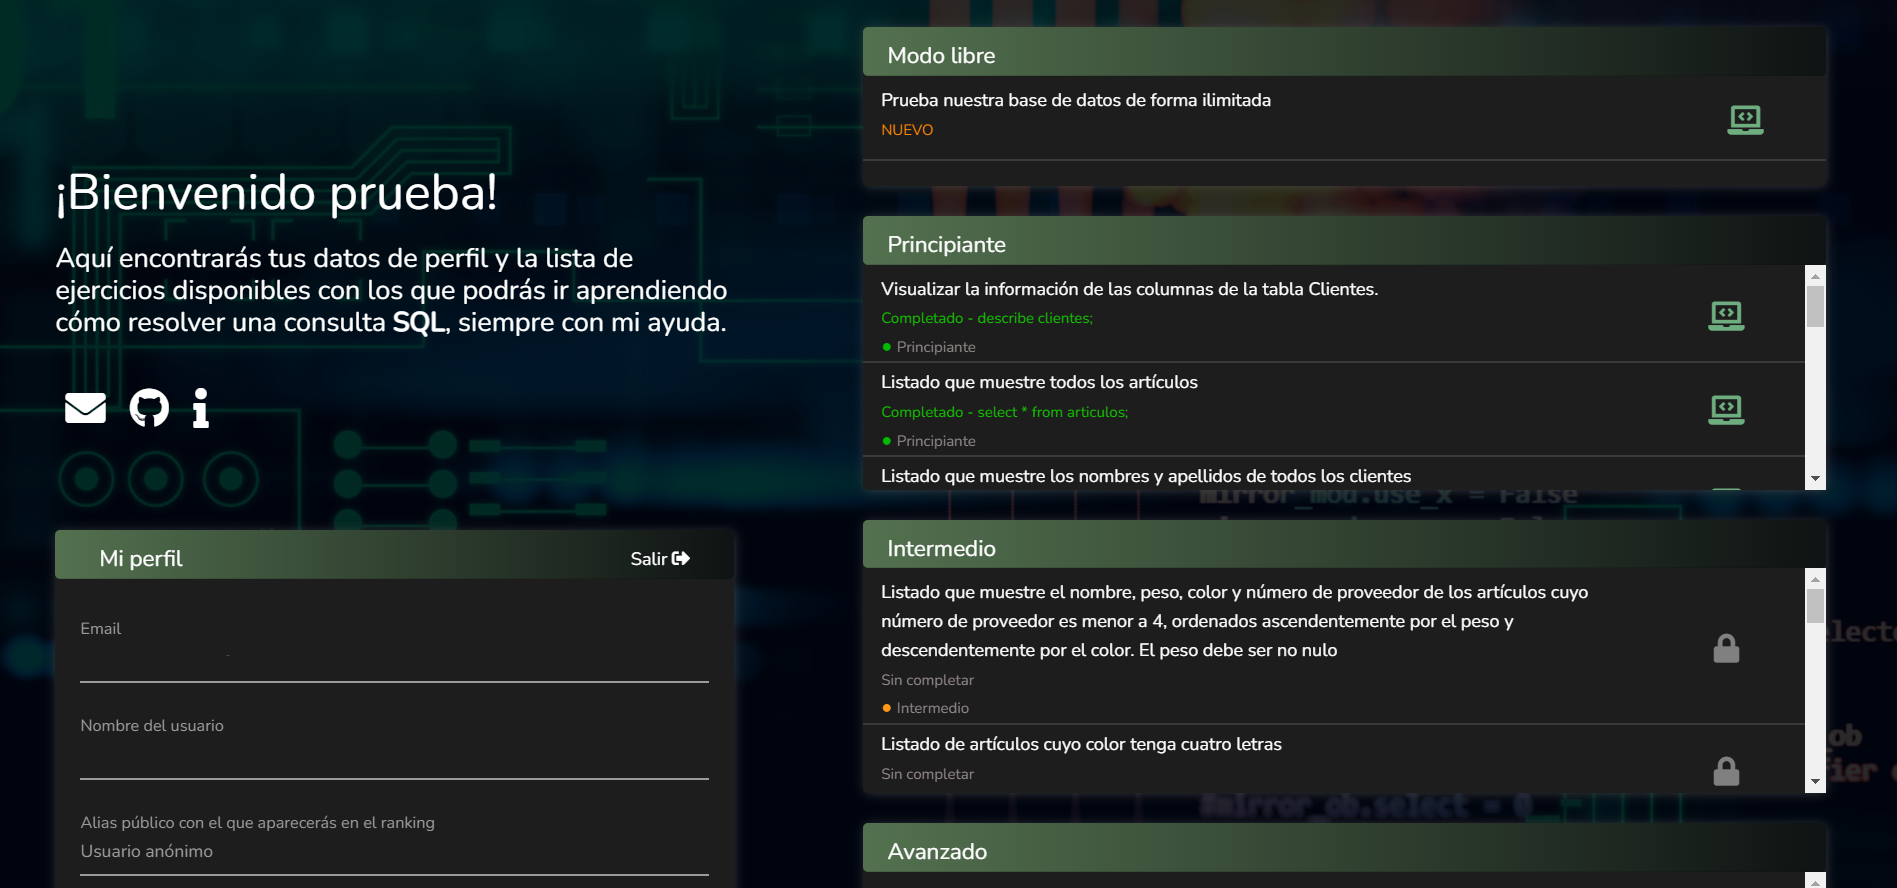 ¡Bienvenido prueba!
Aquí encontrarás tus datos de perfil y la lista de
ejercicios disponibles con los que podrás ir aprendiendo
cómo resolver una consulta SQL, siempre con mi ayuda.
Mi perfil
Salir
Email
Nombre del usuario
Alias público con el que aparecerás en el ranking
Usuario anónimo
Modo libre
Prueba nuestra base de datos de forma ilimitada
NUEVO
Principiante
Visualizar la información de las columnas de la tabla Clientes.
Completado - describe clientes;
Principiante
Listado que muestre todos los artículos
Completado - select * from articulos;
Principiante
Listado que muestre los nombres y apellidos de todos los clientes
mirror_mod.use_x = False
Intermedio
Listado que muestre el nombre, peso, color y número de proveedor de los artículos cuyo
número de proveedor es menor a 4, ordenados ascendentemente por el peso y
descendentemente por el color. El peso debe ser no nulo
Sin completar
Intermedio
Listado de artículos cuyo color tenga cuatro letras
Sin completar
#mirror_ob.select = 0
Avanzado